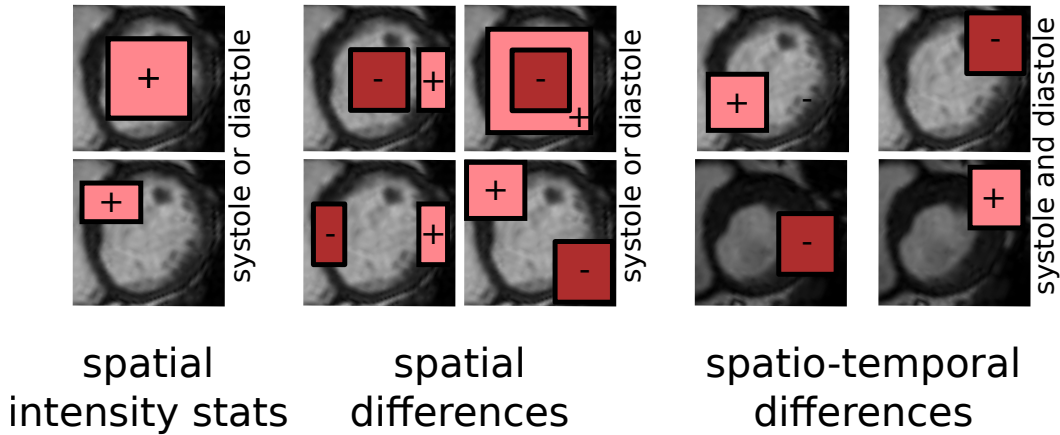 +
systole or diastole
+
-
+
-
+
systole or diastole
-
+
+
-
+
-
-
systole and diastole
-
+
spatial
intensity stats
spatial
differences
spatio-temporal
differences